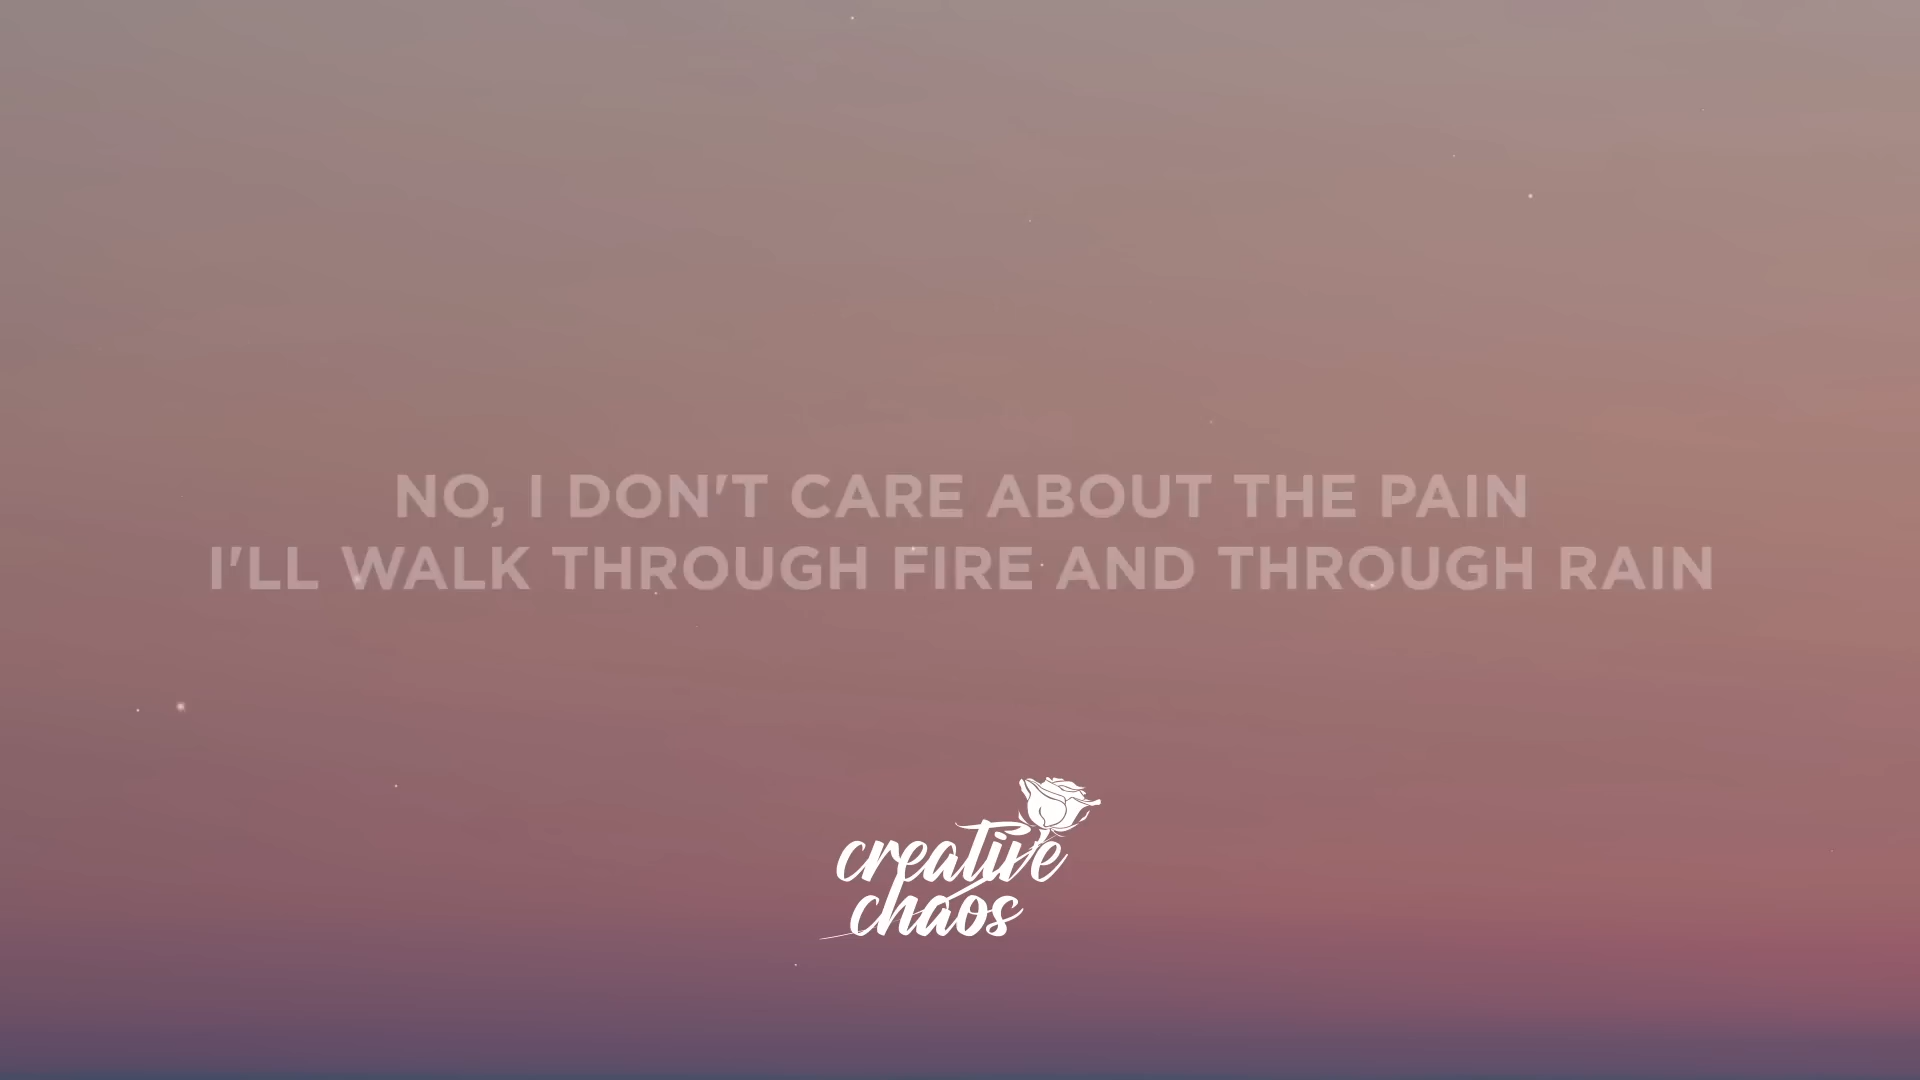 NO, I DON'T CARE ABOUT THE PAIN
I'LL WALK THROUGH FIRE AND THROUGH RAIN
creative
chaos